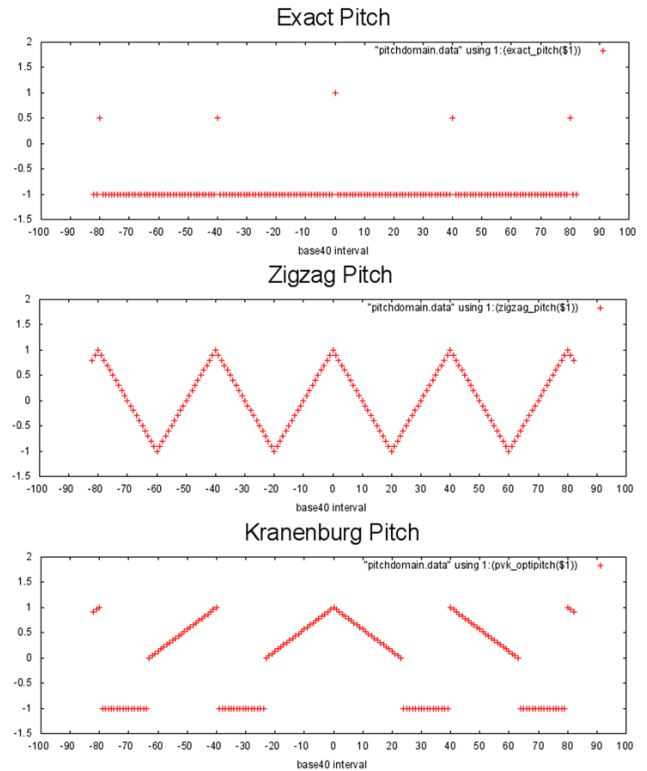 Exact Pitch
"pitchdomain.data" using 1:(exact_pitch($1))
2
1.5
1
0.5
0
-0.5
-1
-1.5
-100 -90 -80 -70 -60 -50 -40 -30 -20 -10 0 10 20 30 40 50 60 70 80 90 100
base40 interval
Zigzag Pitch
"pitchdomain.data" using 1:(zigzag_pitch($1))
2
1.5
1
0.5
0
-0.5
-1
-1.5
-100 -90 -80 -70 -60 -50 -40 -30 -20 -10 0 10 20 30 40 50 60 70 80 90 100
base40 interval
Kranenburg Pitch
"pitchdomain.data" using 1:(pvk_optipitch($1))
2
1.5
1
0.5
0
-0.5
-1
-1.5
-100 -90 -80 -70 -60 -50 -40 -30 -20 -10 0 10 20 30 40 50 60 70 80 90 100
base40 interval